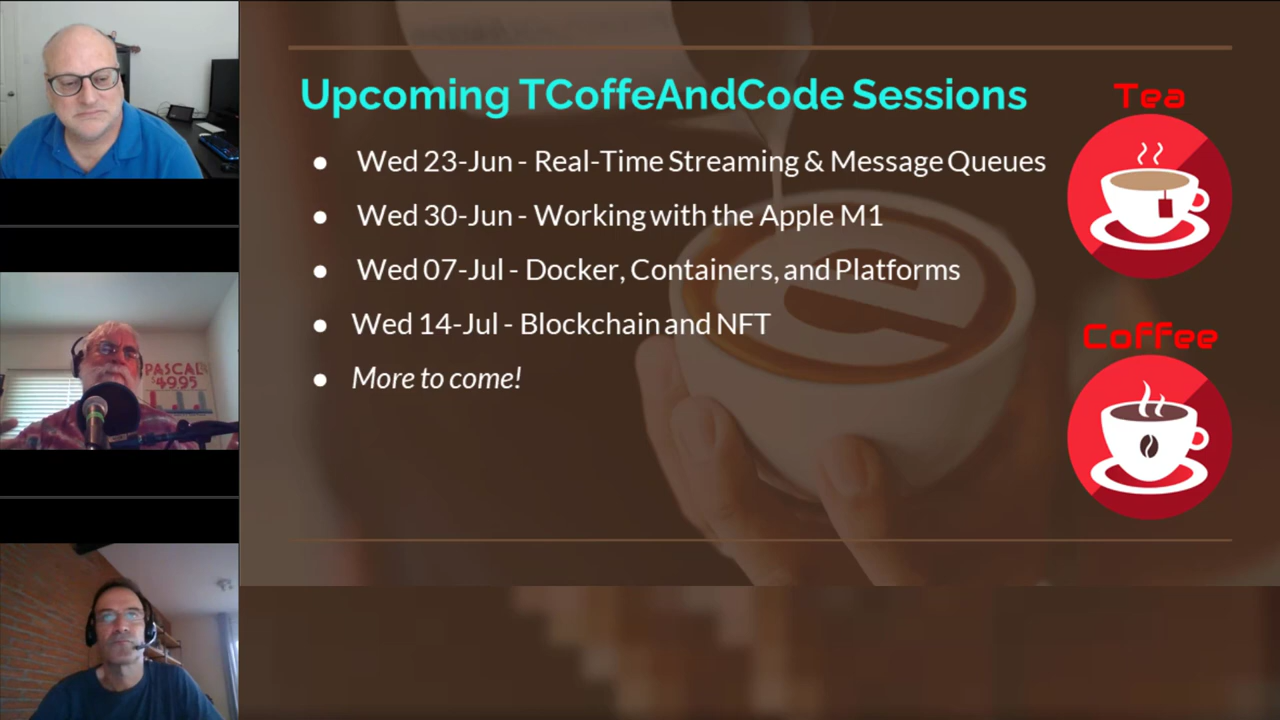 Upcoming TCoffeAndCode Sessions
● Wed 23-Jun - Real-Time Streaming & Message Queues
● Wed 30-Jun - Working with the Apple M1
● Wed 07-Jul - Docker, Containers, and Platforms
● Wed 14-Jul - Blockchain and NFT
● More to come!
Tea
Coffee
PASCAL
$4995